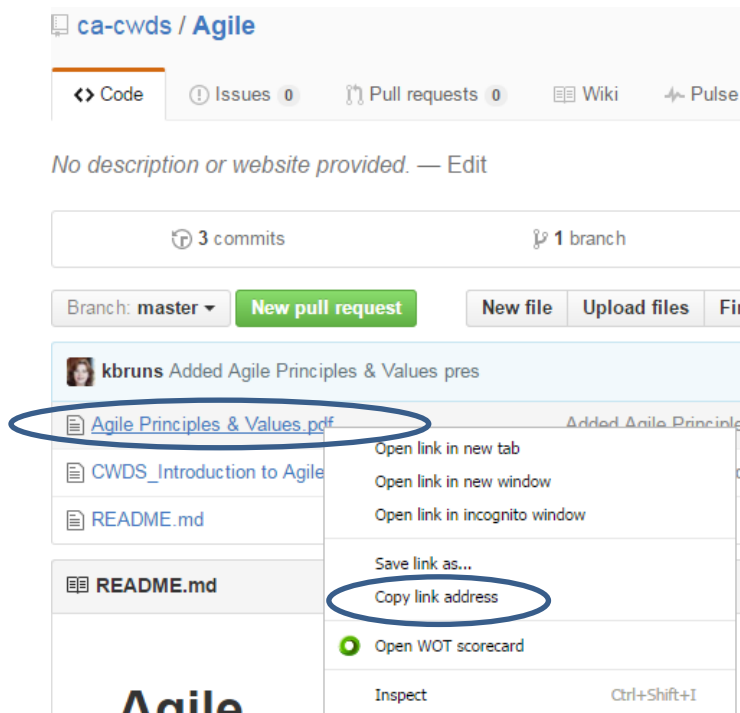 ca-cwds / Agile
Code Issues 0 Pull requests 0 Wiki Pulse
No description or website provided. — Edit
3 commits 1 branch
Branch: master New pull request New file Upload files
kbruns Added Agile Principles & Values pres
Agile Principles & Values.pdf Added Agile Principle
CWDS_Introduction to Agile
README.md
README.md
Agile
Open link in new tab
Open link in new window
Open link in incognito window
Save link as...
Copy link address
Open WOT scorecard
Inspect Ctrl+Shift+I